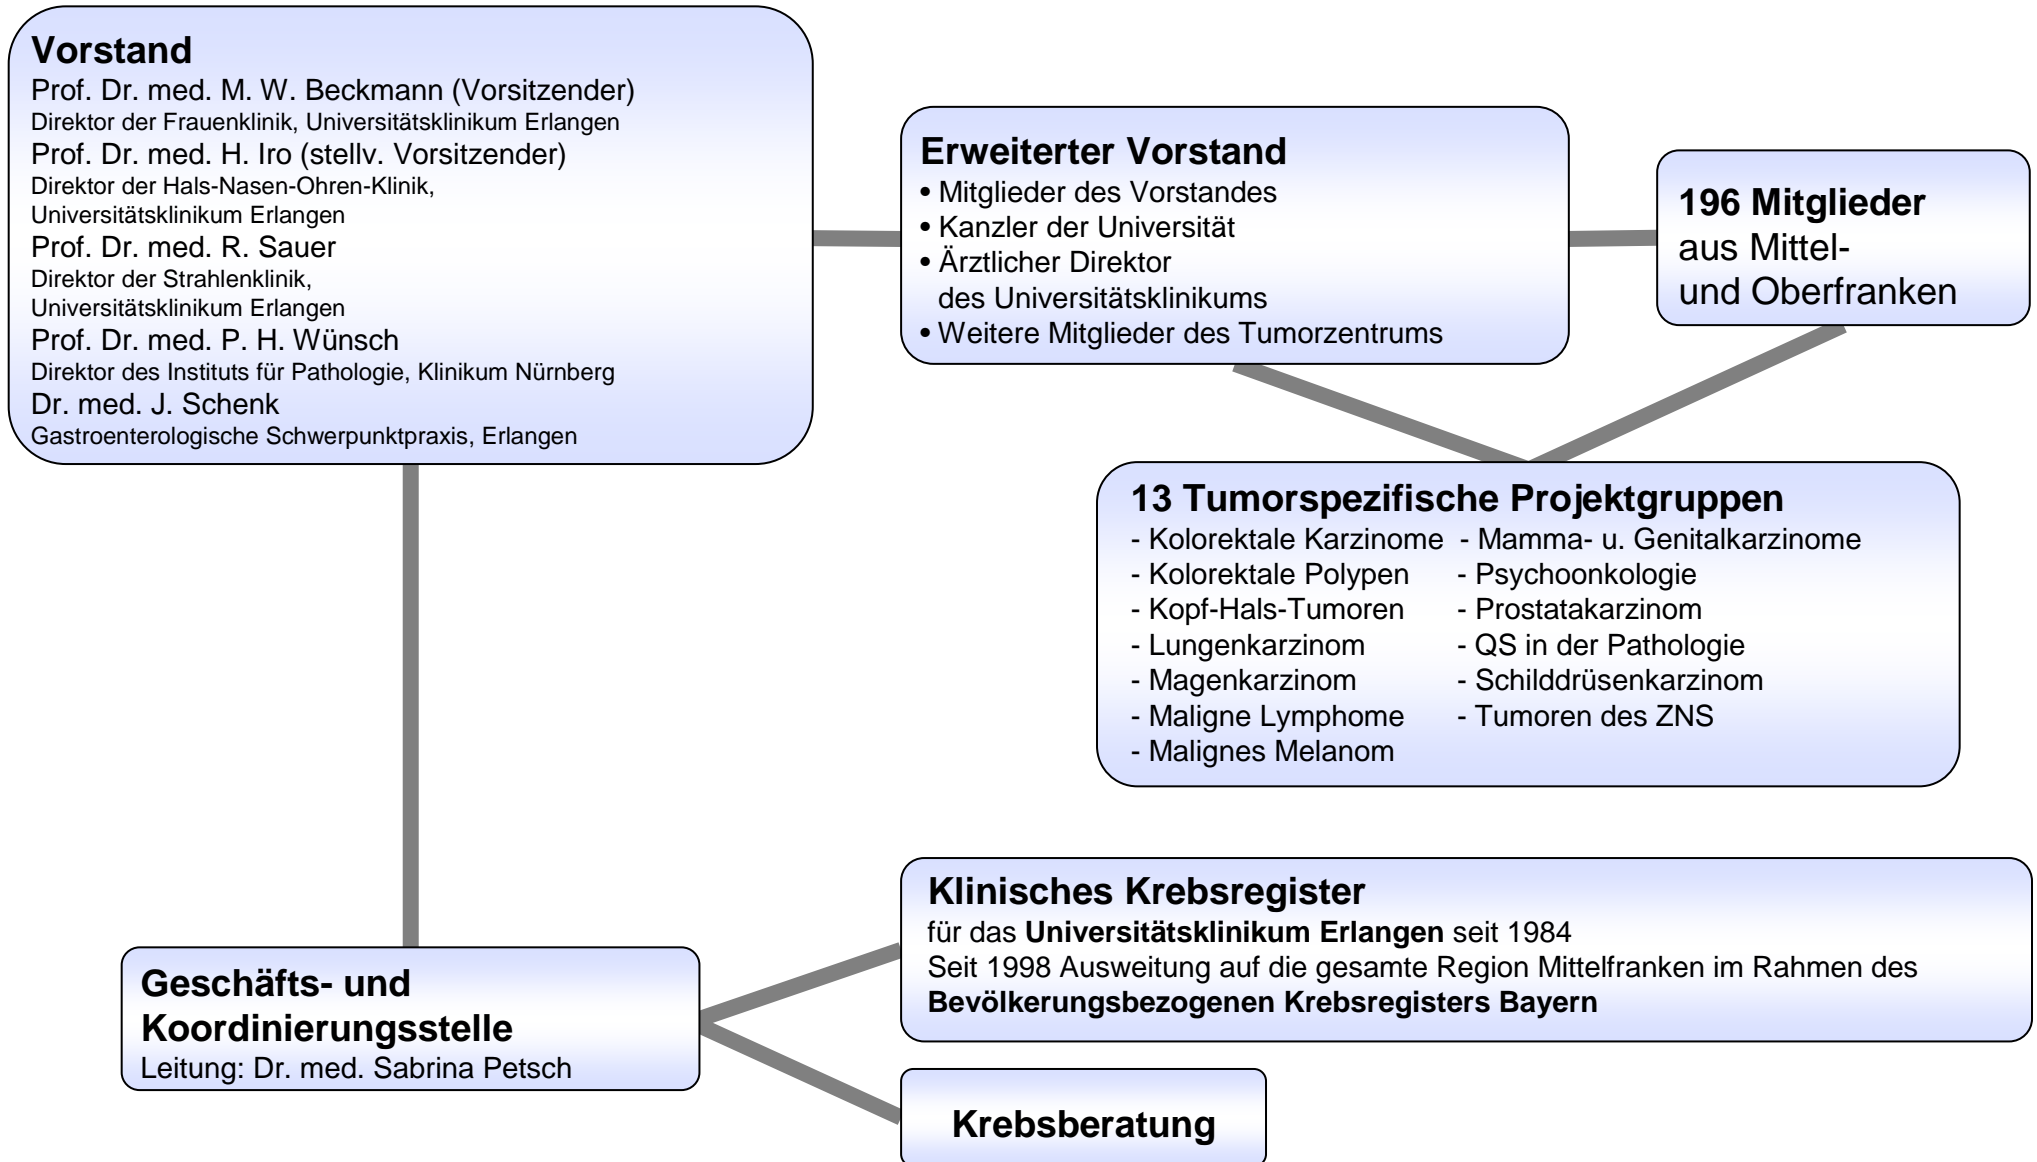 Vorstand
Prof. Dr. med. M. W. Beckmann (Vorsitzender)
Direktor der Frauenklinik, Universitätsklinikum Erlangen
Prof. Dr. med. H. Iro (stellv. Vorsitzender)
Direktor der Hals-Nasen-Ohren-Klinik,
Universitätsklinikum Erlangen
Prof. Dr. med. R. Sauer
Direktor der Strahlenklinik,
Universitätsklinikum Erlangen
Prof. Dr. med. P. H. Wünsch
Direktor des Instituts für Pathologie, Klinikum Nürnberg
Dr. med. J. Schenk
Gastroenterologische Schwerpunktpraxis, Erlangen
Erweiterter Vorstand
• Mitglieder des Vorstandes
• Kanzler der Universität
• Ärztlicher Direktor
des Universitätsklinikums
• Weitere Mitglieder des Tumorzentrums
196 Mitglieder
aus Mittel-
und Oberfranken
13 Tumorspezifische Projektgruppen
- Kolorektale Karzinome - Mamma- u. Genitalkarzinome
- Kolorektale Polypen - Psychoonkologie
- Kopf-Hals-Tumoren - Prostatakarzinom
- Lungenkarzinom - QS in der Pathologie
- Magenkarzinom - Schilddrüsenkarzinom
- Maligne Lymphome - Tumoren des ZNS
- Malignes Melanom
Geschäfts- und
Koordinierungsstelle
Leitung: Dr. med. Sabrina Petsch
Klinisches Krebsregister
für das Universitätsklinikum Erlangen seit 1984
Seit 1998 Ausweitung auf die gesamte Region Mittelfranken im Rahmen des
Bevölkerungsbezogenen Krebsregisters Bayern
Krebsberatung